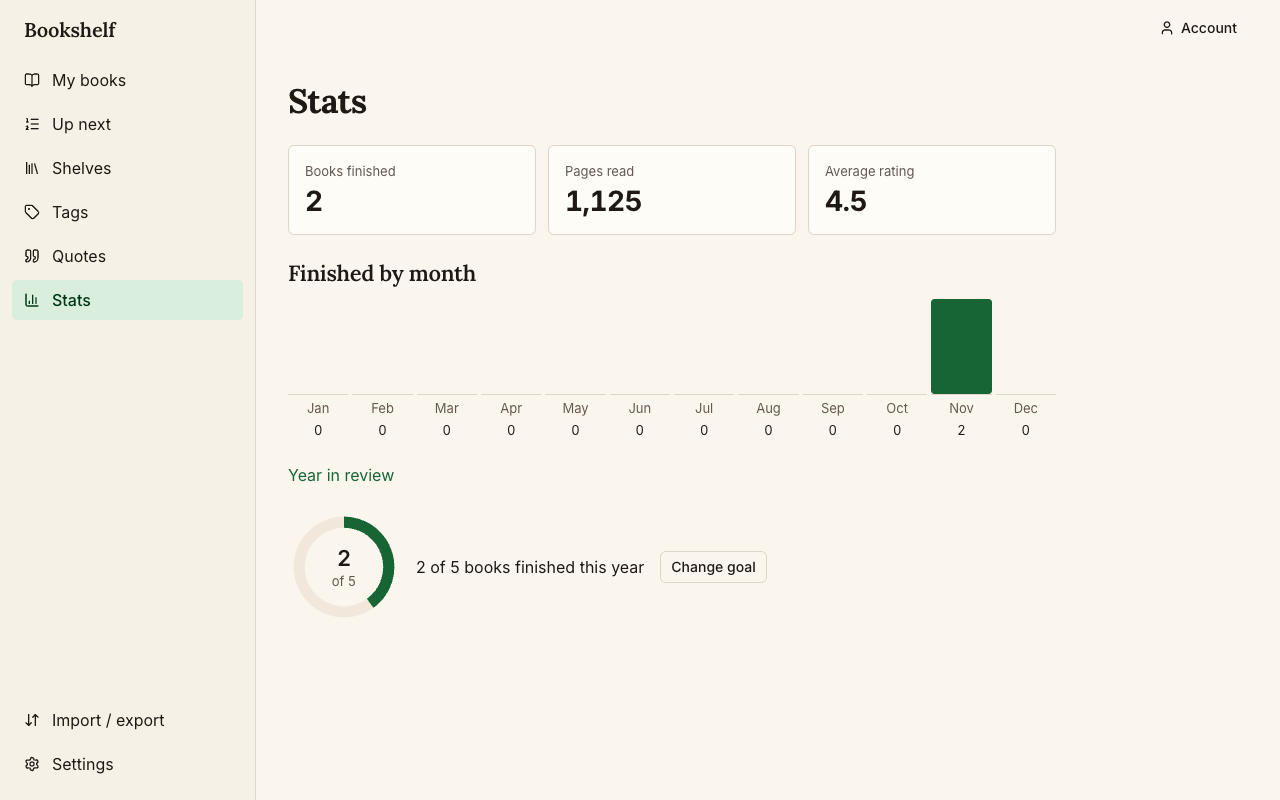 Bookshelf
My books
Up next
Shelves
Tags
Quotes
Stats
Import / export
Settings
Account
Stats
Books finished
2
Pages read
1,125
Average rating
4.5
Finished by month
Jan Feb Mar Apr May Jun Jul Aug Sep Oct Nov Dec
0 0 0 0 0 0 0 0 0 0 2 0
Year in review
2
of 5
2 of 5 books finished this year
Change goal